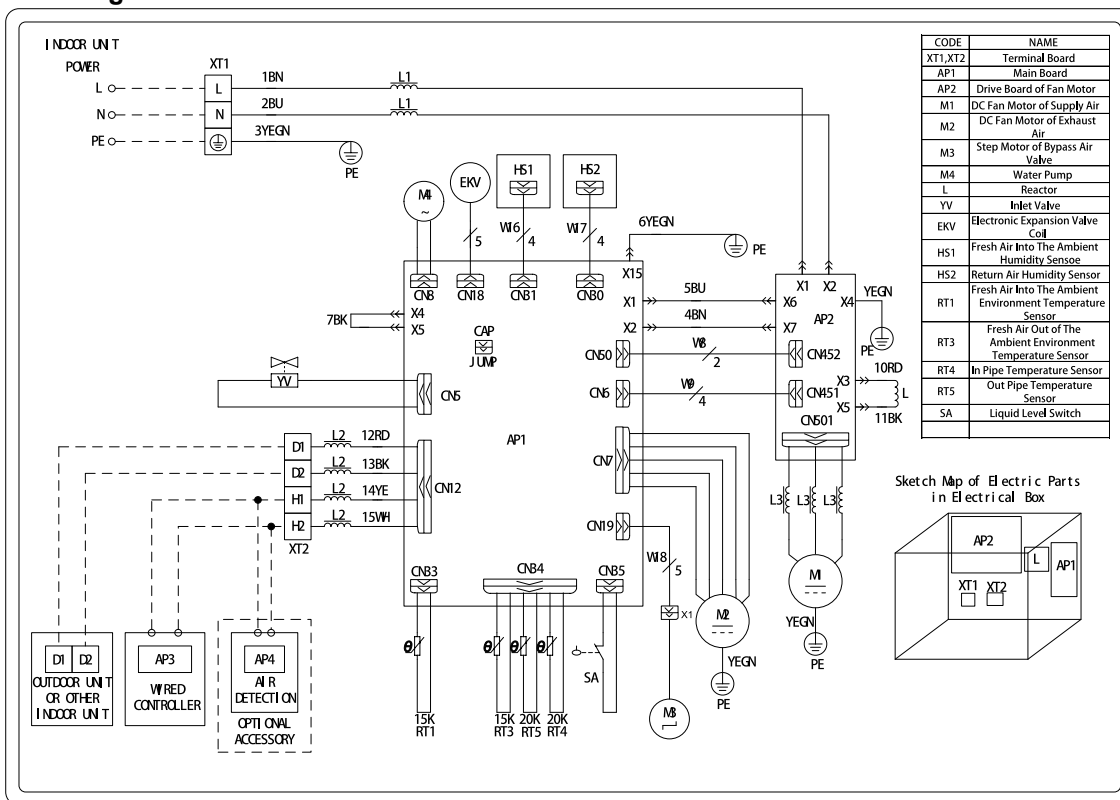 INDOOR UNIT
POWER
XT1
L
L
1BN
L1
N
N
2BU
L1
PE
3YEGN
PE
M4
~
EKV
HS1
HS2
5
W16
4
W17
4
6YEGN
PE
X15
CN8
CN18
CN31
CN30
X4
X5
7BK
CAP
JUMP
X1
X2
5BU
4BN
X1
X2
X6
X4
X7
AP2
YEGN
PE
CN50
W8
2
CN452
CN6
W9
4
CN451
X3
10RD
L
X5
11BK
CN501
YV
CN5
AP1
D1
L2
12RD
D2
L2
13BK
H1
L2
14YE
H2
L2
15WH
XT2
CN12
CN7
CN19
W18
5
X1
M3
L3
L3
L3
M1
YEGN
PE
M2
YEGN
PE
CN33
CN34
CN35
θ
θ
θ
θ
SA
15K
RT1
15K
RT3
20K
RT5
20K
RT4
D1
D2
OUTDOOR UNIT
OR OTHER
INDOOR UNIT
AP3
WIRED
CONTROLLER
AP4
AIR
DETECTION
OPTIONAL
ACCESSORY
CODE NAME
XT1,XT2 Terminal Board
AP1 Main Board
AP2 Drive Board of Fan Motor
M1 DC Fan Motor of Supply Air
M2 DC Fan Motor of Exhaust
Air
M3 Step Motor of Bypass Air
Valve
M4 Water Pump
L Reactor
YV Inlet Valve
EKV Electronic Expansion Valve
Coil
HS1 Fresh Air Into The Ambient
Humidity Sensoe
HS2 Return Air Humidity Sensor
RT1 Fresh Air Into The Ambient
Environment Temperature
Sensor
RT3 Fresh Air Out of The
Ambient Environment
Temperature Sensor
RT4 In Pipe Temperature Sensor
RT5 Out Pipe Temperature
Sensor
SA Liquid Level Switch
Sketch Map of Electric Parts
in Electrical Box
AP2
L
AP1
XT1
XT2